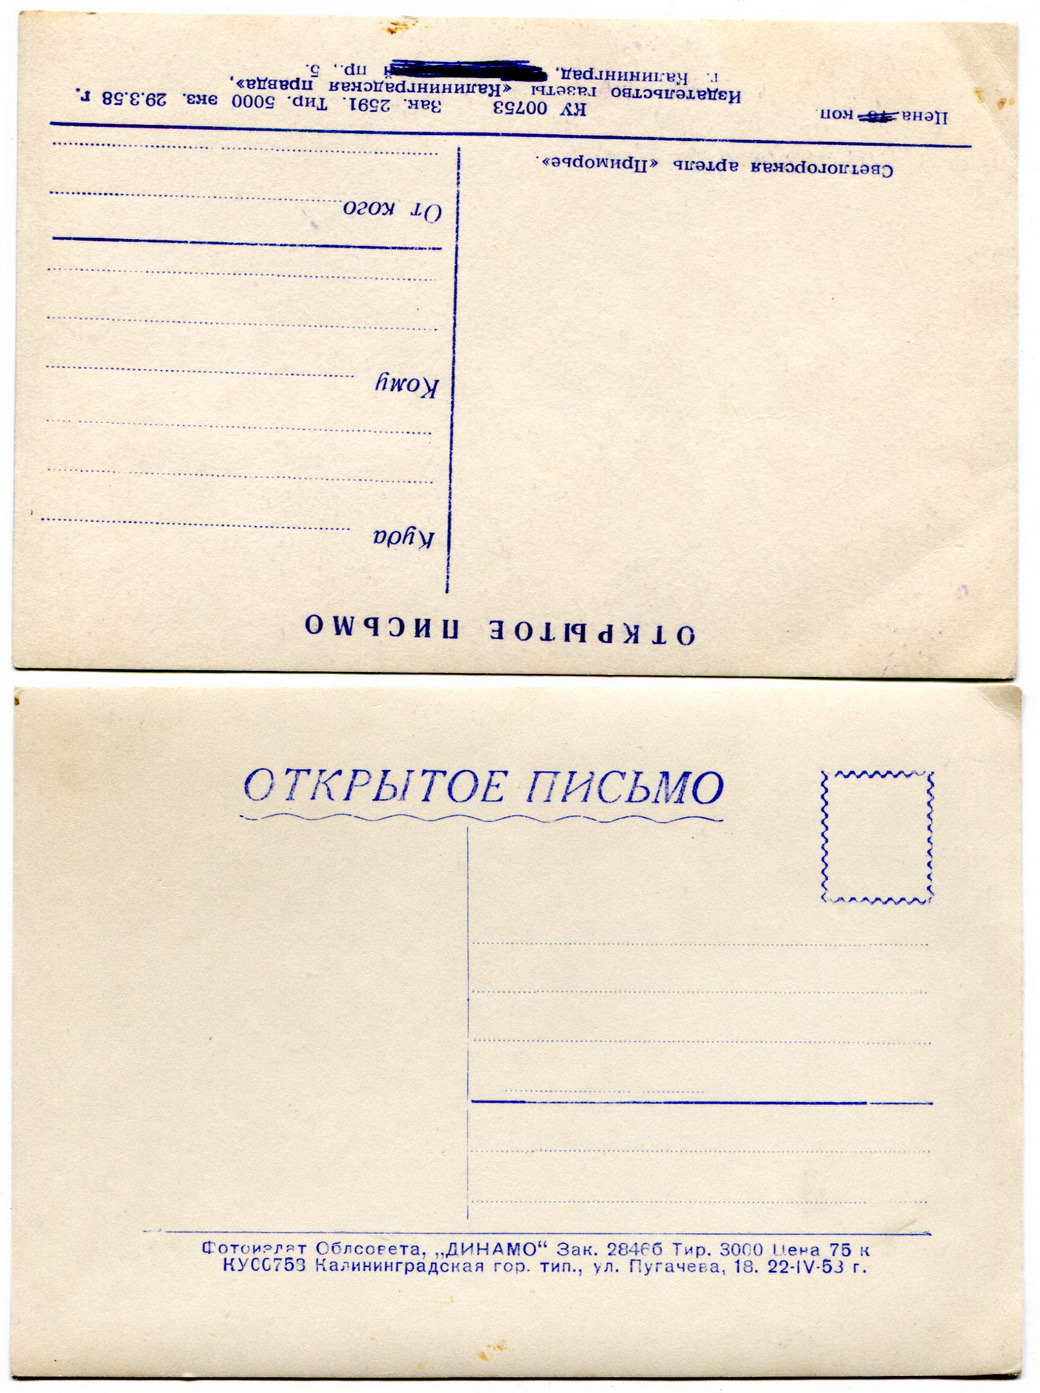 ОТКРЫТОЕ ПИСЬМО
Куда
Кому
От кого
Светлогорская артель «Приморье».
Цена коп.
КУ 00753 Зак. 2591. Тир. 5000 экз. 29.3.58 г.
Издательство газеты «Калининградская правда»,
г. Калининград, й пр., 5.
ОТКРЫТОЕ ПИСЬМО
Фотоизлят Облсовета, „ДИНАМО“ Зак. 2846б Тир. 3000 Цена 75 к
КУ00753 Калининградская гор. тип., ул. Пугачева, 18. 22-IV-53 г.